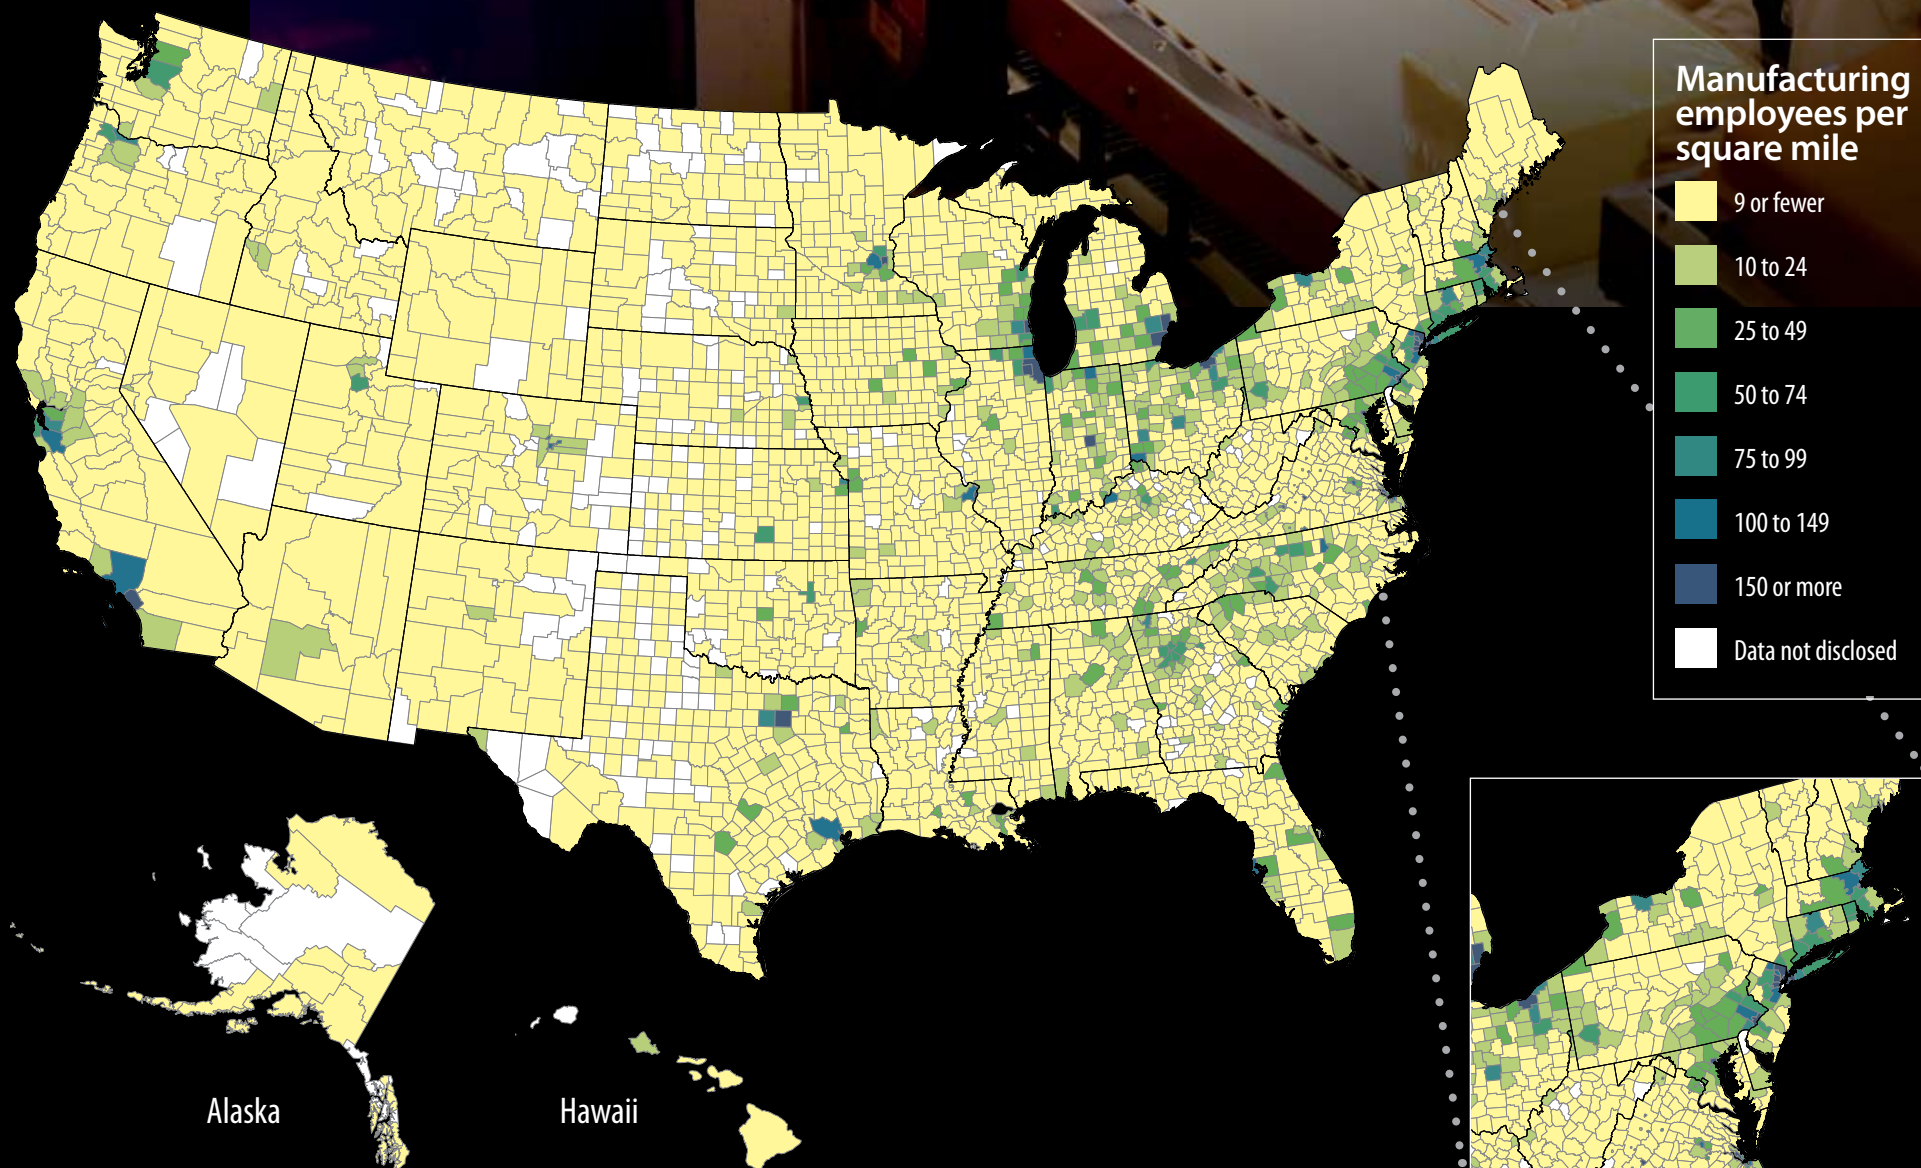 Manufacturing
employees per
square mile
9 or fewer
10 to 24
25 to 49
50 to 74
75 to 99
100 to 149
150 or more
Data not disclosed
Alaska
Hawaii